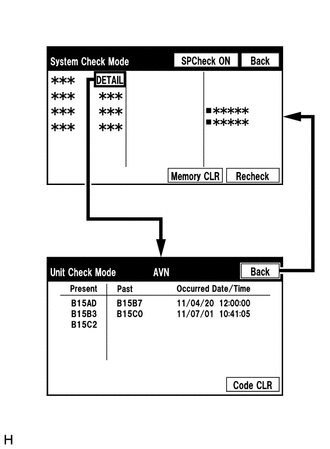 System Check Mode SPCheck ON Back
*** DETAIL
*** ***
*** *** ■*****
*** *** ■*****
Memory CLR Recheck
Unit Check Mode AVN Back
Present Past Occurred Date/Time
B15AD B15B7 11/04/20 12:00:00
B15B3 B15C0 11/07/01 10:41:05
B15C2
Code CLR
H